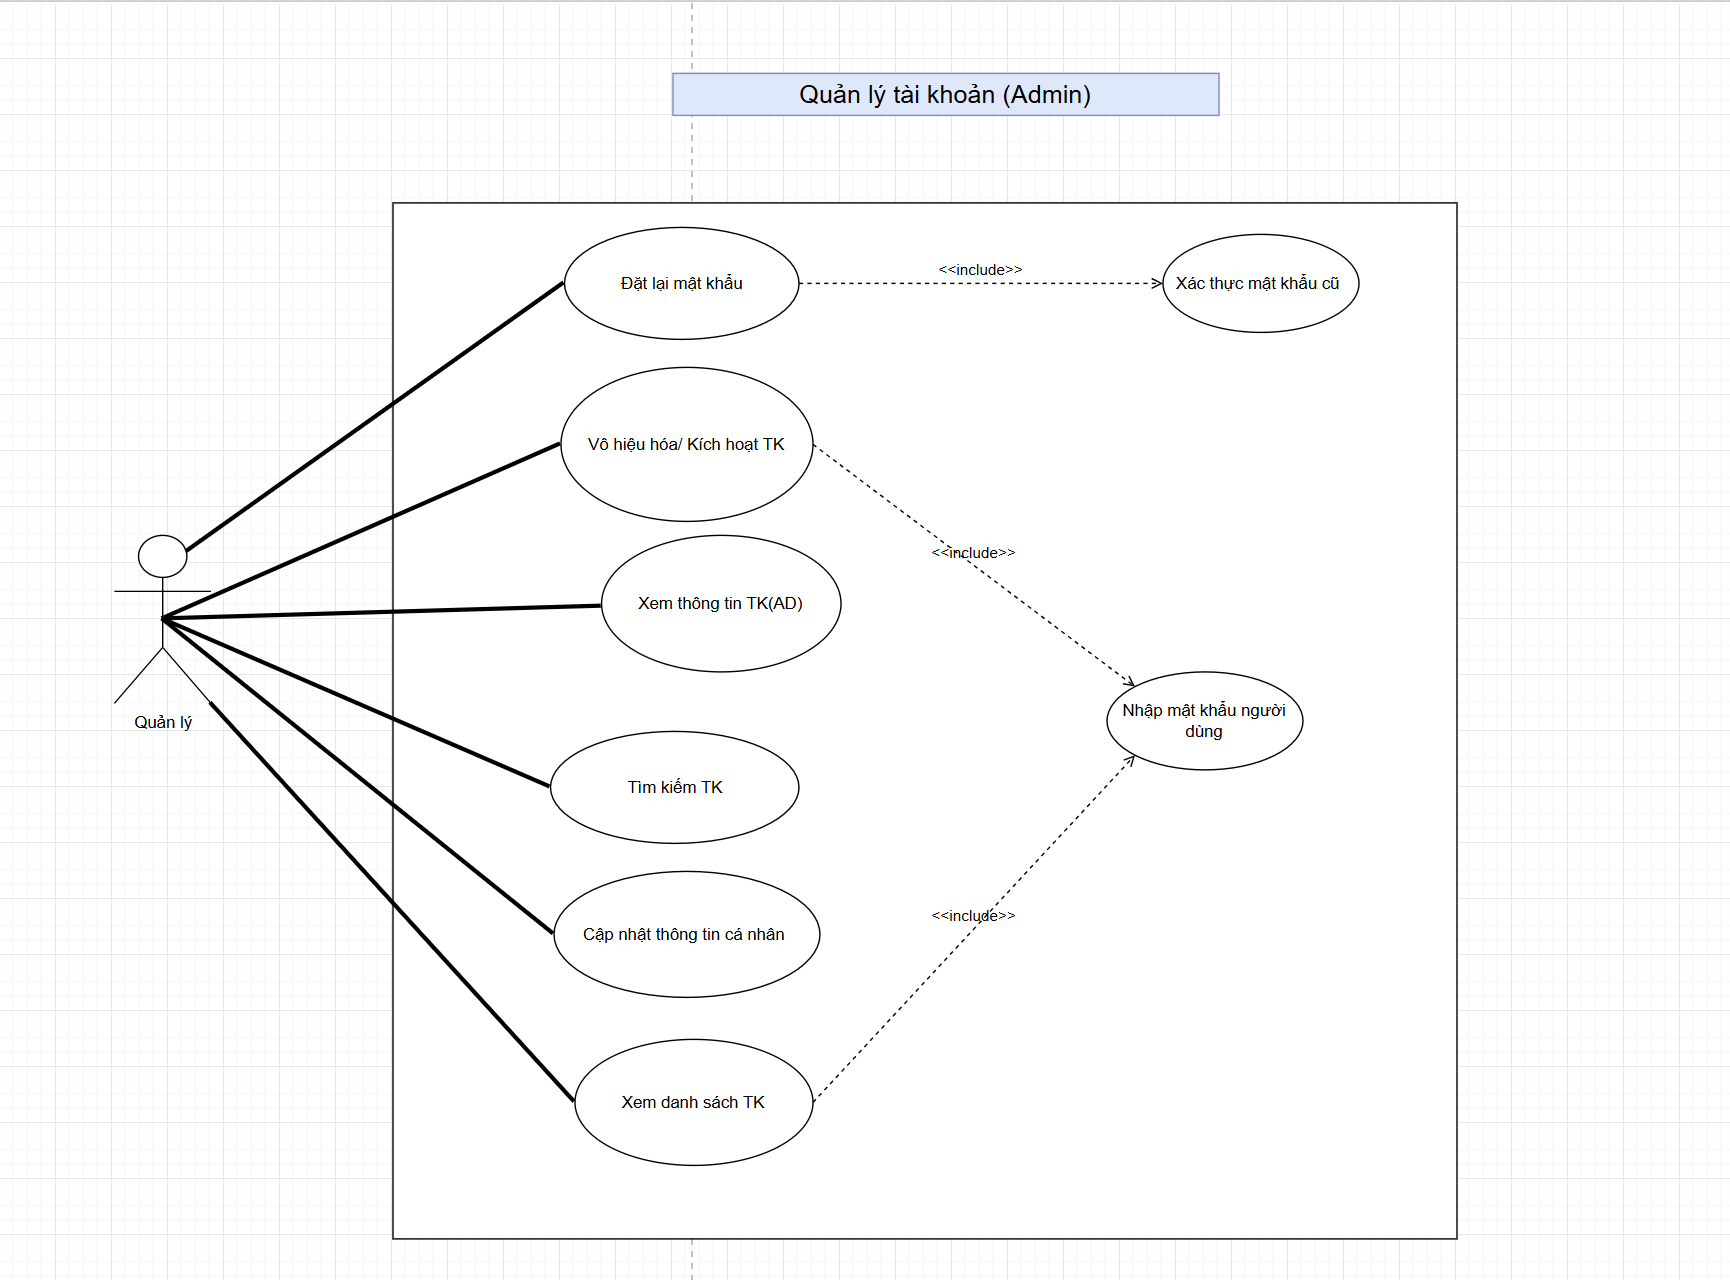 Quản lý tài khoản (Admin)
Đặt lại mật khẩu
<<include>>
Xác thực mật khẩu cũ
Vô hiệu hóa/ Kích hoạt TK
<<include>>
Xem thông tin TK(AD)
Nhập mật khẩu người
dùng
Quản lý
Tìm kiếm TK
<<include>>
Cập nhật thông tin cá nhân
Xem danh sách TK